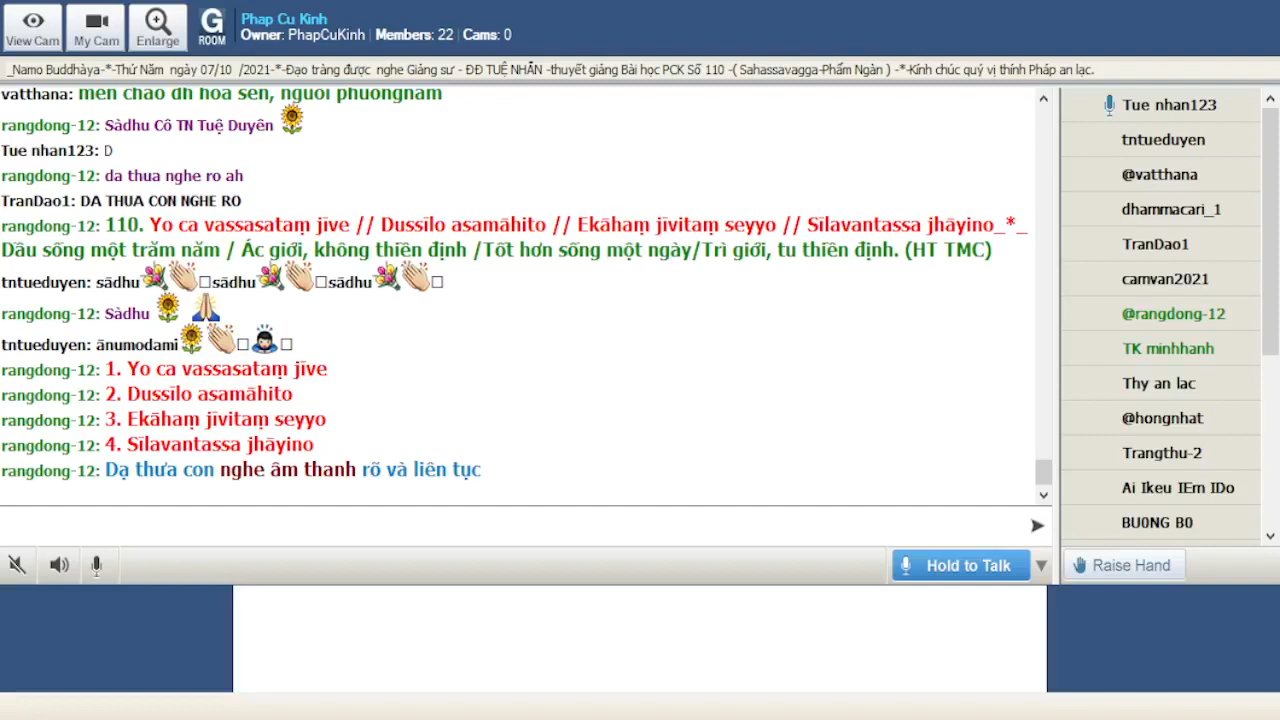 View Cam
My Cam
Enlarge
G
ROOM
Phap Cu Kinh
Owner: PhapCuKinh | Members: 22 | Cams: 0
_Namo Buddhàya-*-Thứ Năm ngày 07/10 /2021-*-Đạo tràng được nghe Giảng sư - ĐĐ TUỆ NHẪN -thuyết giảng Bài học PCK Số 110 -( Sahassavagga-Phẩm Ngàn ) -*-Kính chúc quý vị thính Pháp an lạc.
vatthana: men chao dh hoa sen, nguoi phuongnam
rangdong-12: Sàdhu Cô TN Tuệ Duyên
Tue nhan123: D
rangdong-12: da thua nghe ro ah
TranDao1: DA THUA CON NGHE RO
rangdong-12: 110. Yo ca vassasataṃ jīve // Dussīlo asamāhito // Ekāhaṃ jīvitaṃ seyyo // Sīlavantassa jhāyino_*_
Dầu sống một trăm năm / Ác giới, không thiền định /Tốt hơn sống một ngày/Trì giới, tu thiền định. (HT TMC)
tntueduyen: sādhu sādhu sādhu
rangdong-12: Sàdhu
tntueduyen: ānumodami
rangdong-12: 1. Yo ca vassasataṃ jīve
rangdong-12: 2. Dussīlo asamāhito
rangdong-12: 3. Ekāhaṃ jīvitaṃ seyyo
rangdong-12: 4. Sīlavantassa jhāyino
rangdong-12: Dạ thưa con nghe âm thanh rõ và liên tục
Hold to Talk
Tue nhan123
tntueduyen
@vatthana
dhammacari_1
TranDao1
camvan2021
@rangdong-12
TK minhhanh
Thy an lac
@hongnhat
Trangthu-2
Ai Ikeu IEm IDo
BU0NG B0
Raise Hand